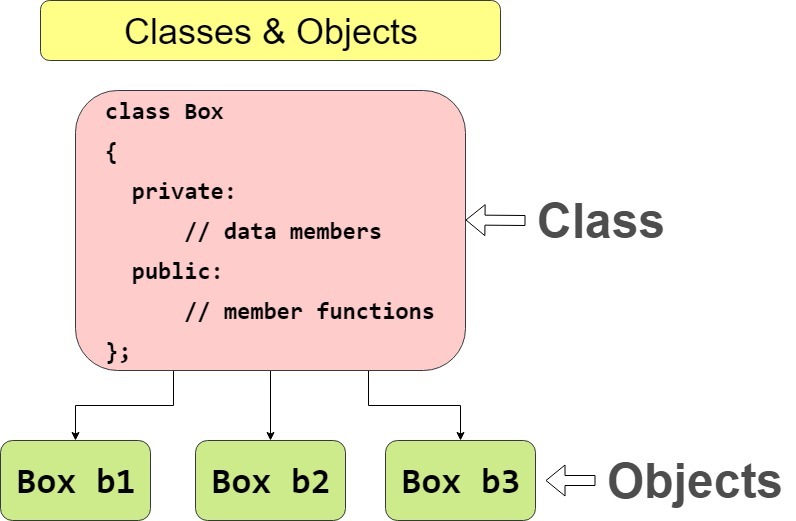 Classes & Objects
class Box
{
private:
// data members
public:
// member functions
};
Class
Box b1
Box b2
Box b3
Objects